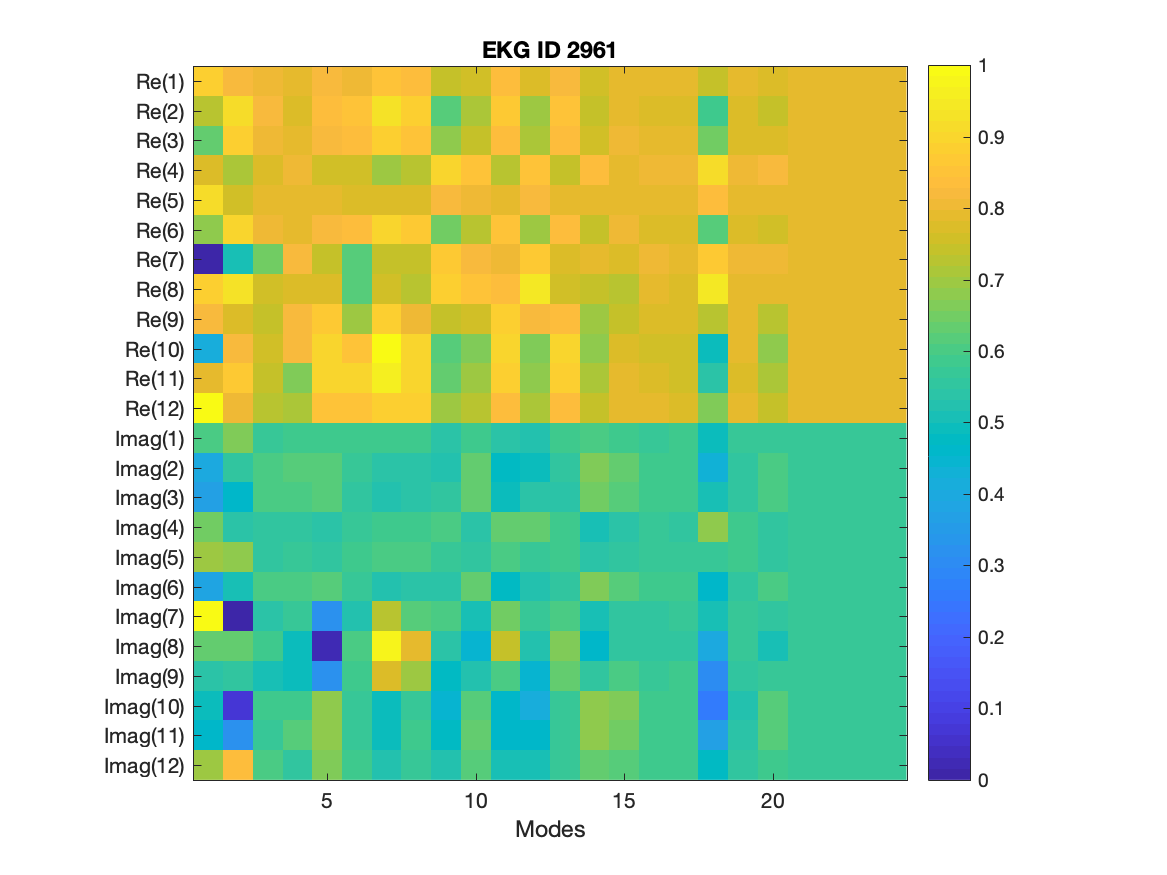 EKG ID 2961
Re(1)
Re(2)
Re(3)
Re(4)
Re(5)
Re(6)
Re(7)
Re(8)
Re(9)
Re(10)
Re(11)
Re(12)
Imag(1)
Imag(2)
Imag(3)
Imag(4)
Imag(5)
Imag(6)
Imag(7)
Imag(8)
Imag(9)
Imag(10)
Imag(11)
Imag(12)
5 10 15 20
Modes
1
0.9
0.8
0.7
0.6
0.5
0.4
0.3
0.2
0.1
0